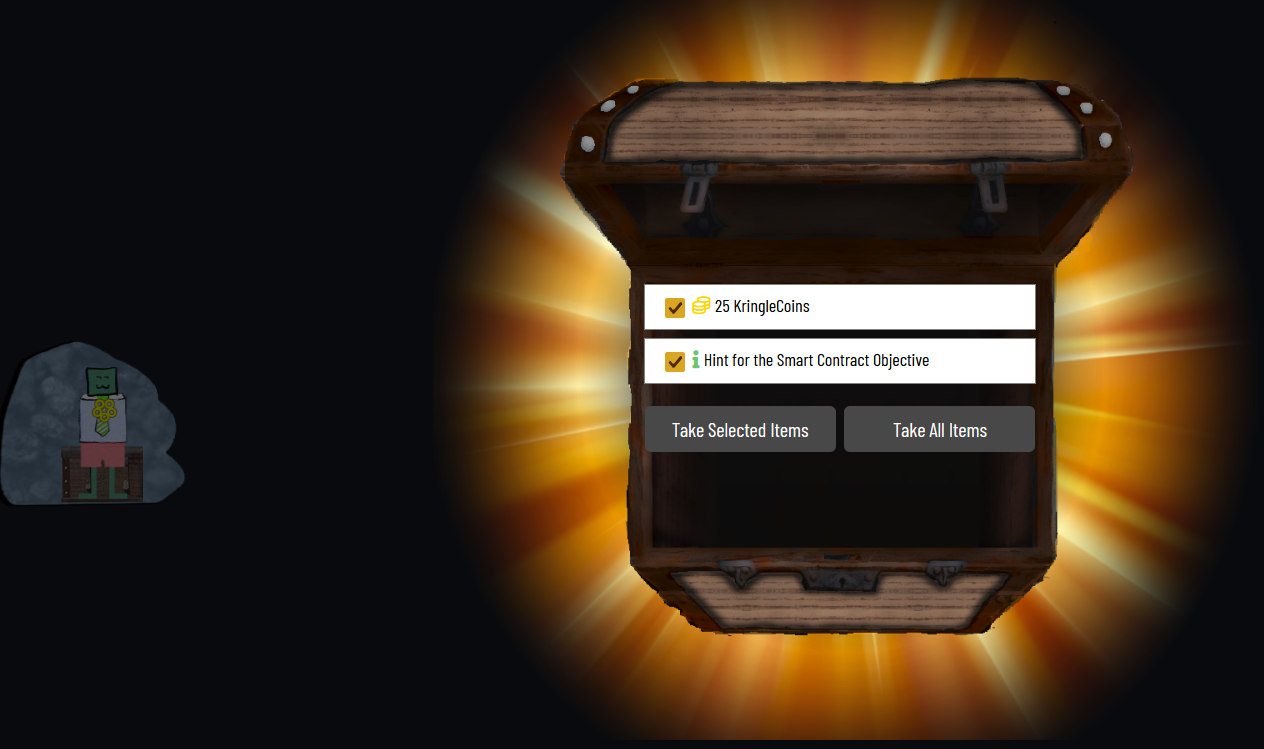 25 KringleCoins
Hint for the Smart Contract Objective
Take Selected Items
Take All Items